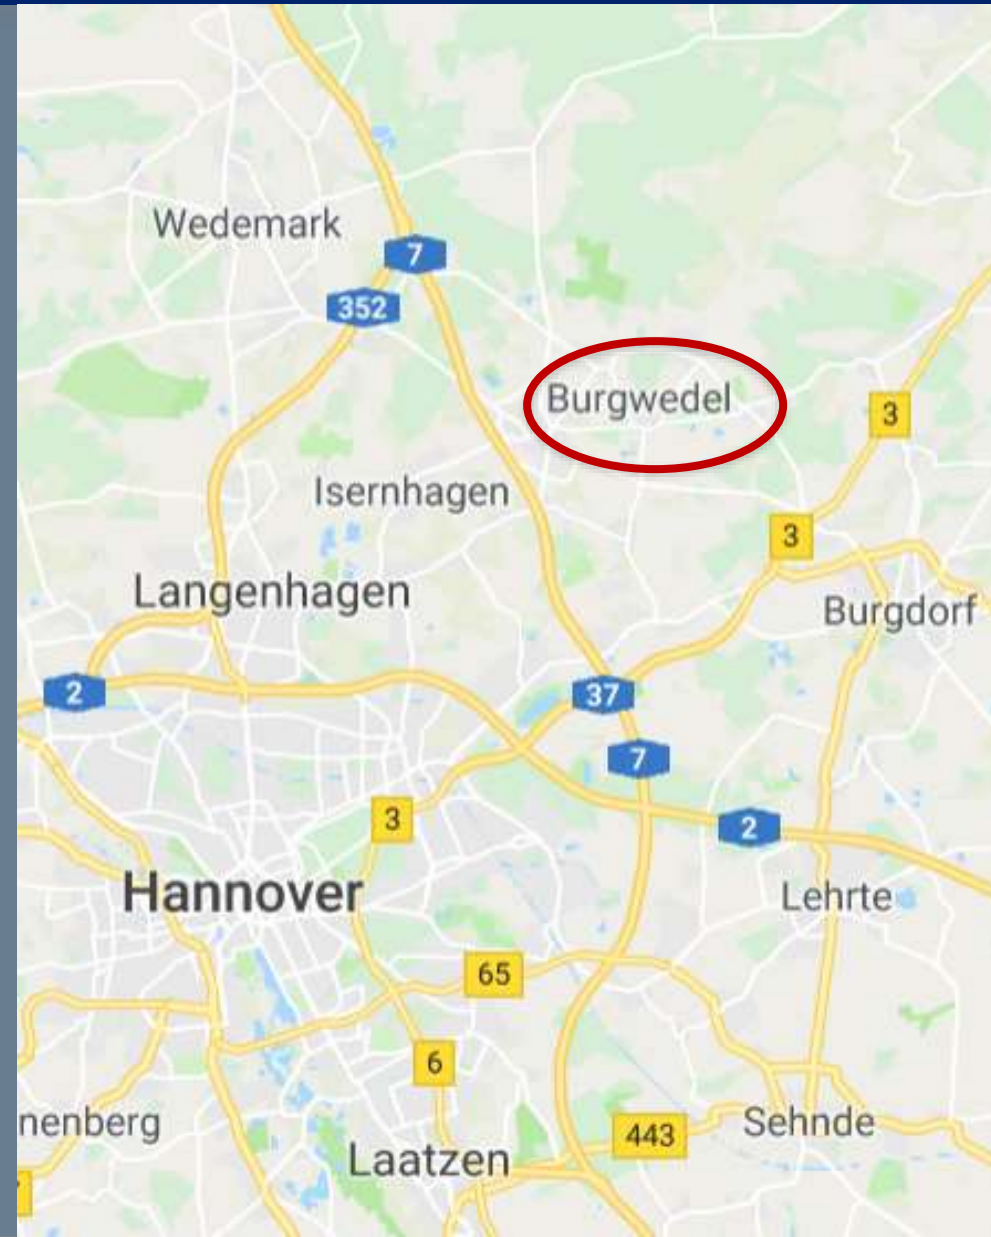 Wedemark
7
352
Burgwedel
3
Isernhagen
3
Langenhagen
Burgdorf
2
37
7
3
2
Hannover
Lehrte
65
6
nenberg
443
Sehnde
Laatzen